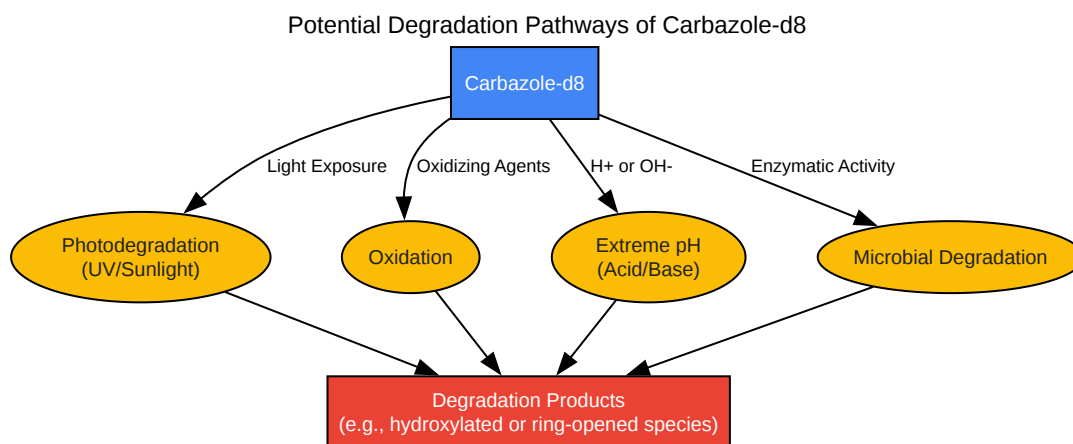 Potential Degradation Pathways of Carbazole-d8
Carbazole-d8
Light Exposure
Oxidizing Agents
H+ or OH-
Enzymatic Activity
Photodegradation
(UV/Sunlight)
Oxidation
Extreme pH
(Acid/Base)
Microbial Degradation
Degradation Products
(e.g., hydroxylated or ring-opened species)